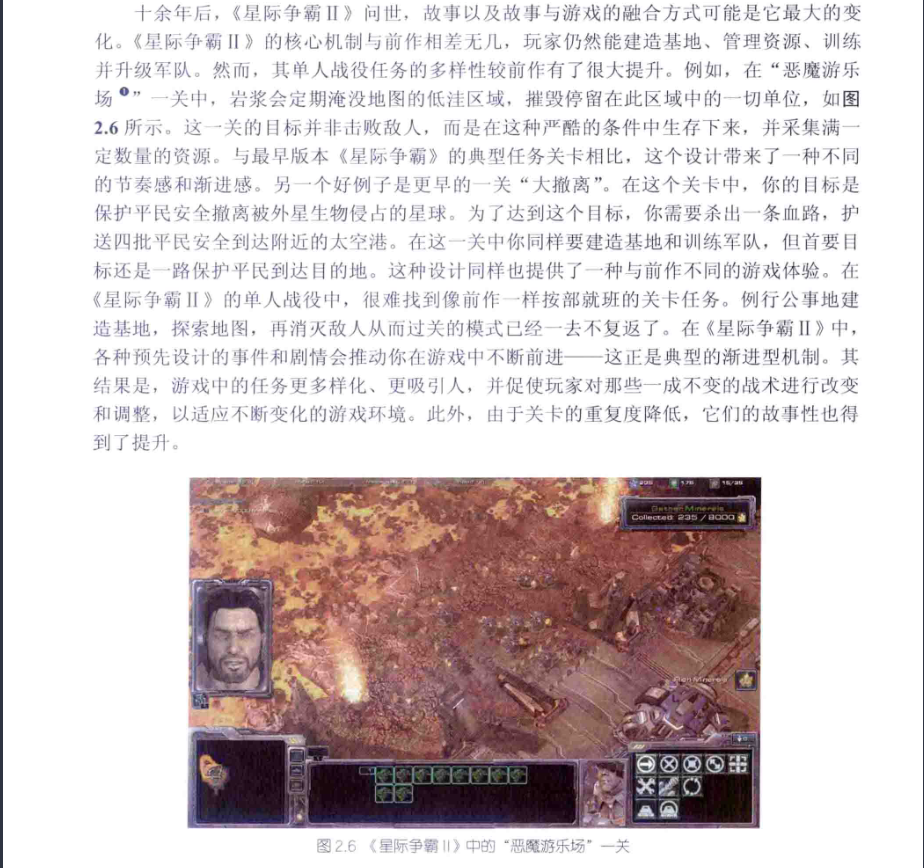 十余年后，《星际争霸Ⅱ》问世，故事以及故事与游戏的融合方式可能是它最大的变
化。《星际争霸Ⅱ》的核心机制与前作相差无几，玩家仍然能建造基地、管理资源、训练
并升级军队。然而，其单人战役任务的多样性较前作有了很大提升。例如，在“恶魔游乐
场❶”一关中，岩浆会定期淹没地图的低洼区域，摧毁停留在此区域中的一切单位，如图
2.6 所示。这一关的目标并非击败敌人，而是在这种严酷的条件中生存下来，并采集满一
定数量的资源。与最早版本《星际争霸》的典型任务关卡相比，这个设计带来了一种不同
的节奏感和渐进感。另一个好例子是更早的一关“大撤离”。在这个关卡中，你的目标是
保护平民安全撤离被外星生物侵占的星球。为了达到这个目标，你需要杀出一条血路，护
送四批平民安全到达附近的太空港。在这一关中你同样要建造基地和训练军队，但首要目
标还是一路保护平民到达目的地。这种设计同样也提供了一种与前作不同的游戏体验。在
《星际争霸Ⅱ》的单人战役中，很难找到像前作一样按部就班的关卡任务。例行公事地建
造基地，探索地图，再消灭敌人从而过关的模式已经一去不复返了。在《星际争霸Ⅱ》中，
各种预先设计的事件和剧情会推动你在游戏中不断前进——这正是典型的渐进型机制。其
结果是，游戏中的任务更多样化、更吸引人，并促使玩家对那些一成不变的战术进行改变
和调整，以适应不断变化的游戏环境。此外，由于关卡的重复度降低，它们的故事性也得
到了提升。
235 176 15/35
Gather Minerals
Collected: 235 / 8000
图 2.6 《星际争霸Ⅱ》中的“恶魔游乐场”一关